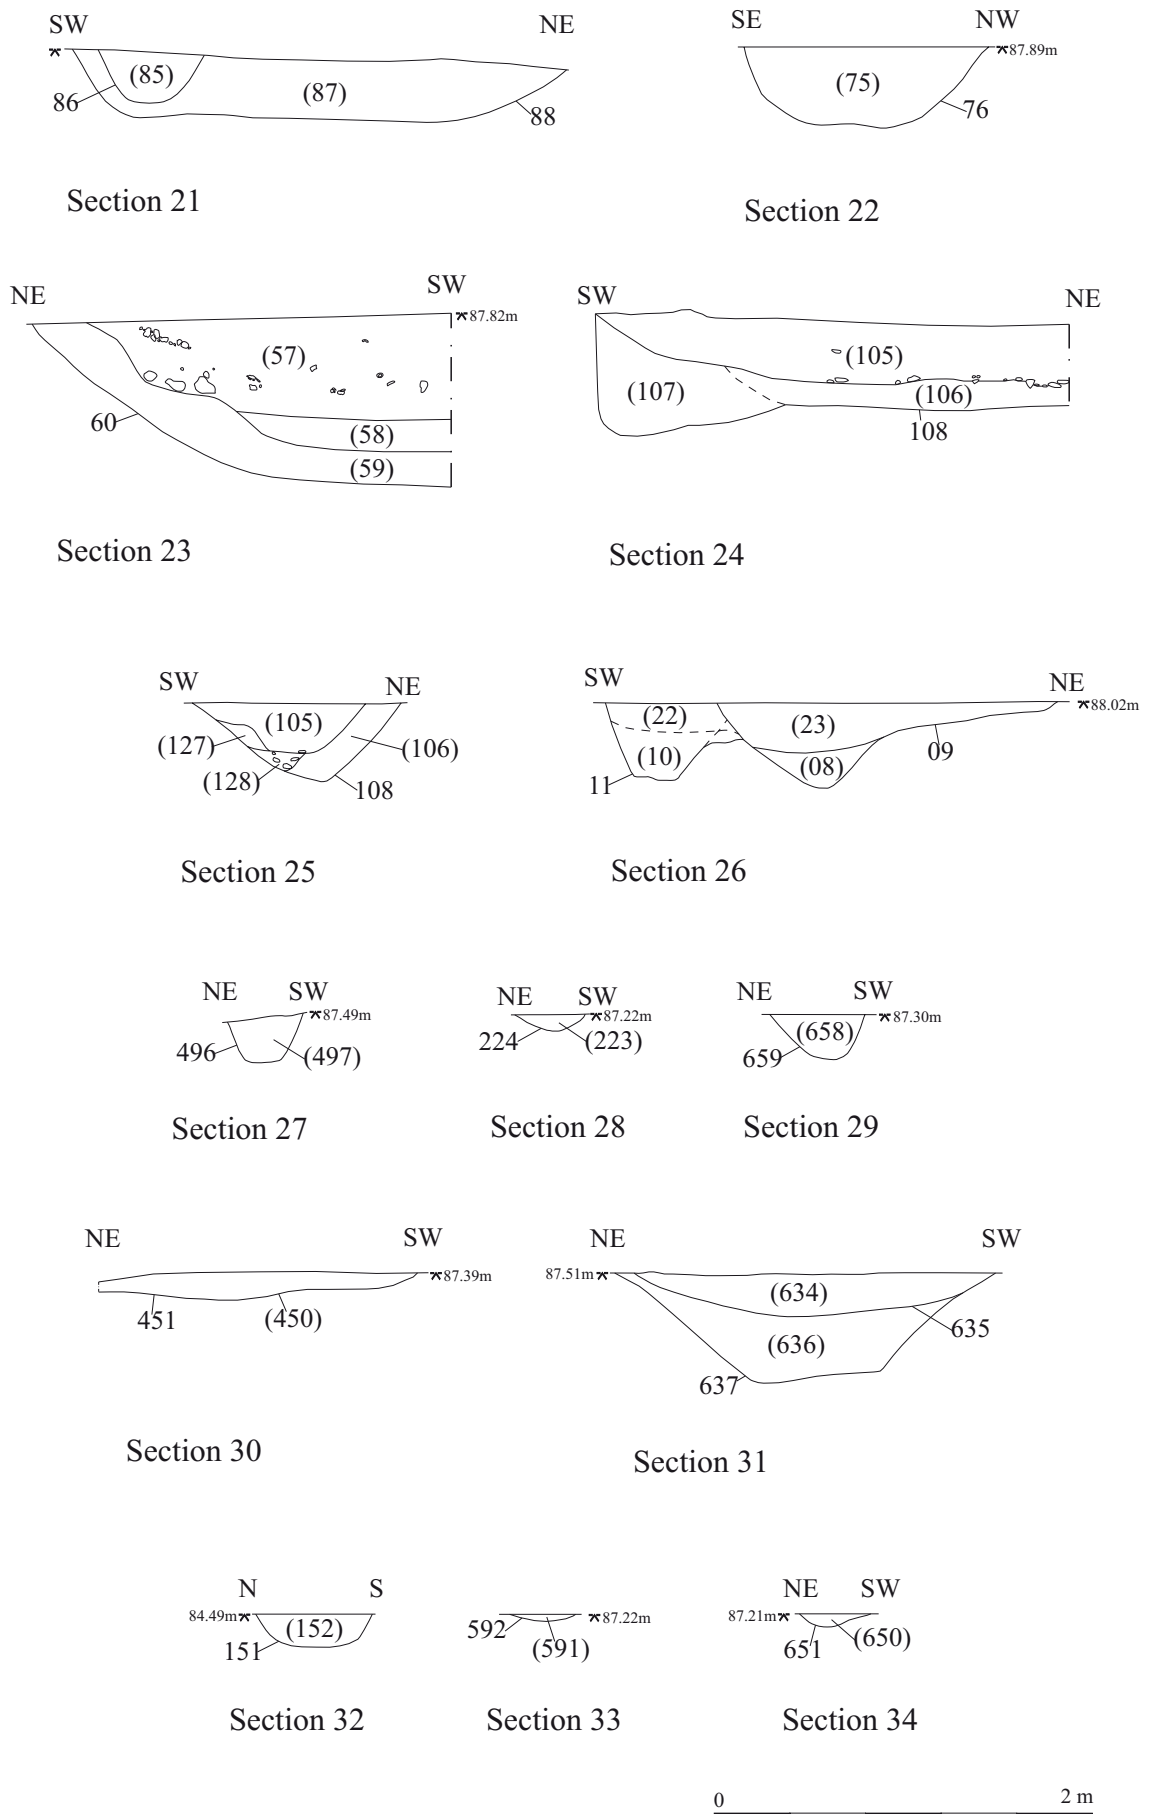 SW NE
(85)
(87)
86
88
Section 21
SE NW
87.89m
(75)
76
Section 22
NE SW
87.82m
(57)
60
(58)
(59)
Section 23
SW NE
(105)
(107)
(106)
108
Section 24
SW NE
(105)
(127) (106)
(128) 108
Section 25
SW NE
88.02m
(22) (23)
(10) (08) 09
11
Section 26
NE SW
87.49m
496 (497)
Section 27
NE SW
87.22m
224 (223)
Section 28
NE SW
87.30m
(658)
659
Section 29
NE SW
87.39m
451 (450)
Section 30
NE SW
87.51m
(634)
635
(636)
637
Section 31
N S
84.49m
(152)
151
Section 32
87.22m
592
(591)
Section 33
NE SW
87.21m
651 (650)
Section 34
0 2 m